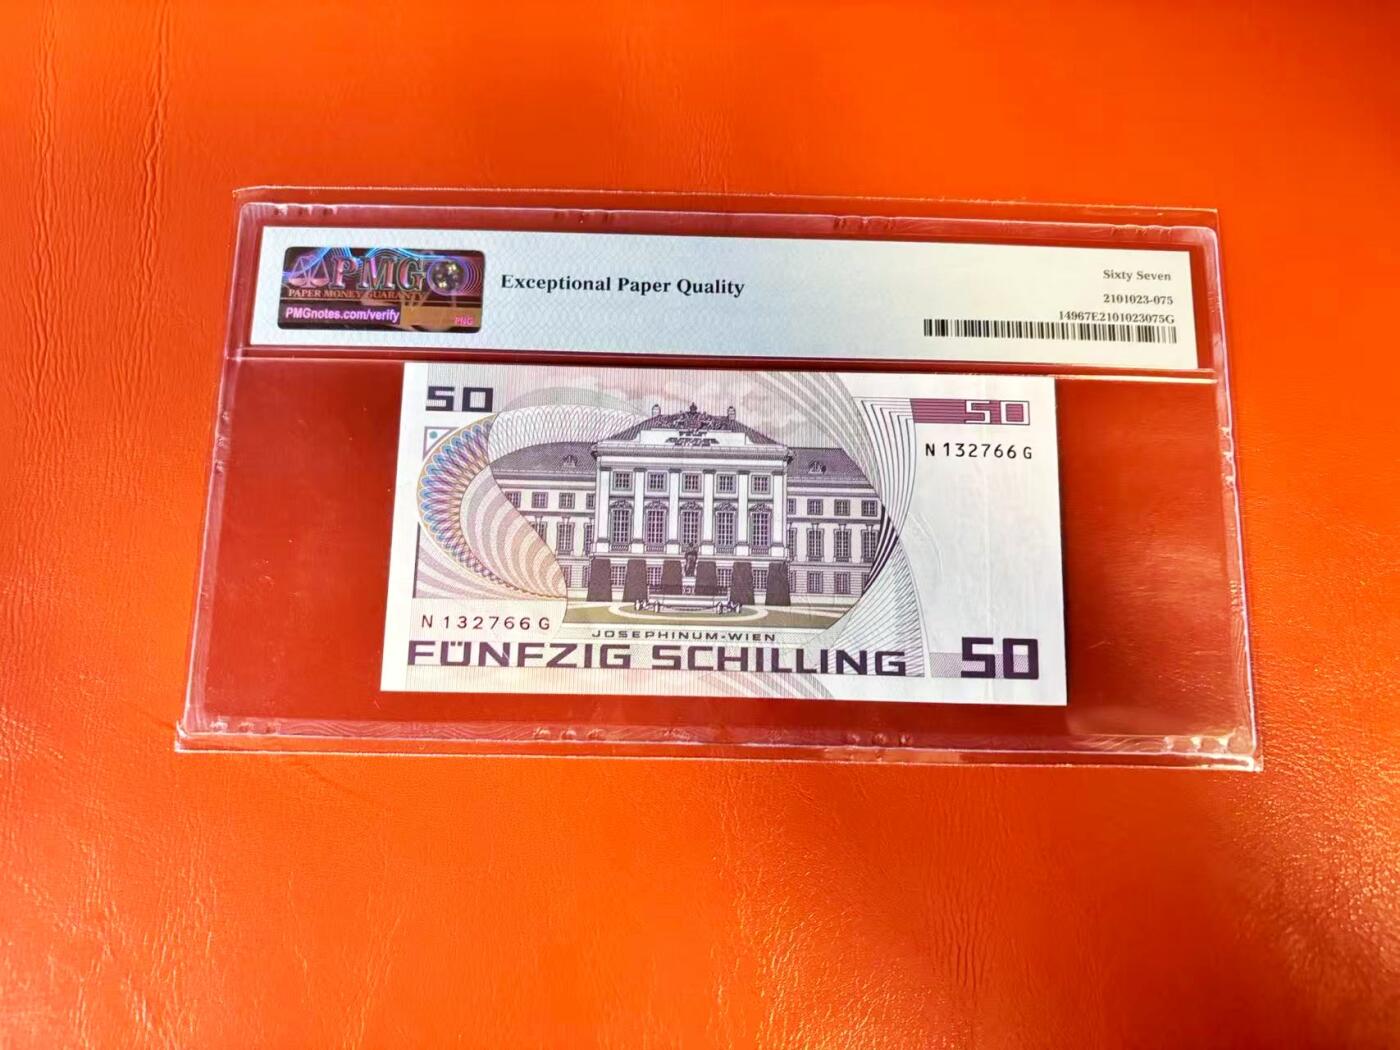 PMG
PAPER MONEY GUARANTY
PMGnotes.com/verify
PNG
Exceptional Paper Quality
Sixty Seven
2101023-075
14967E2101023075G
50
50
N 132766 G
N 132766 G
JOSEPHINUM-WIEN
FÜNFZIG SCHILLING
50